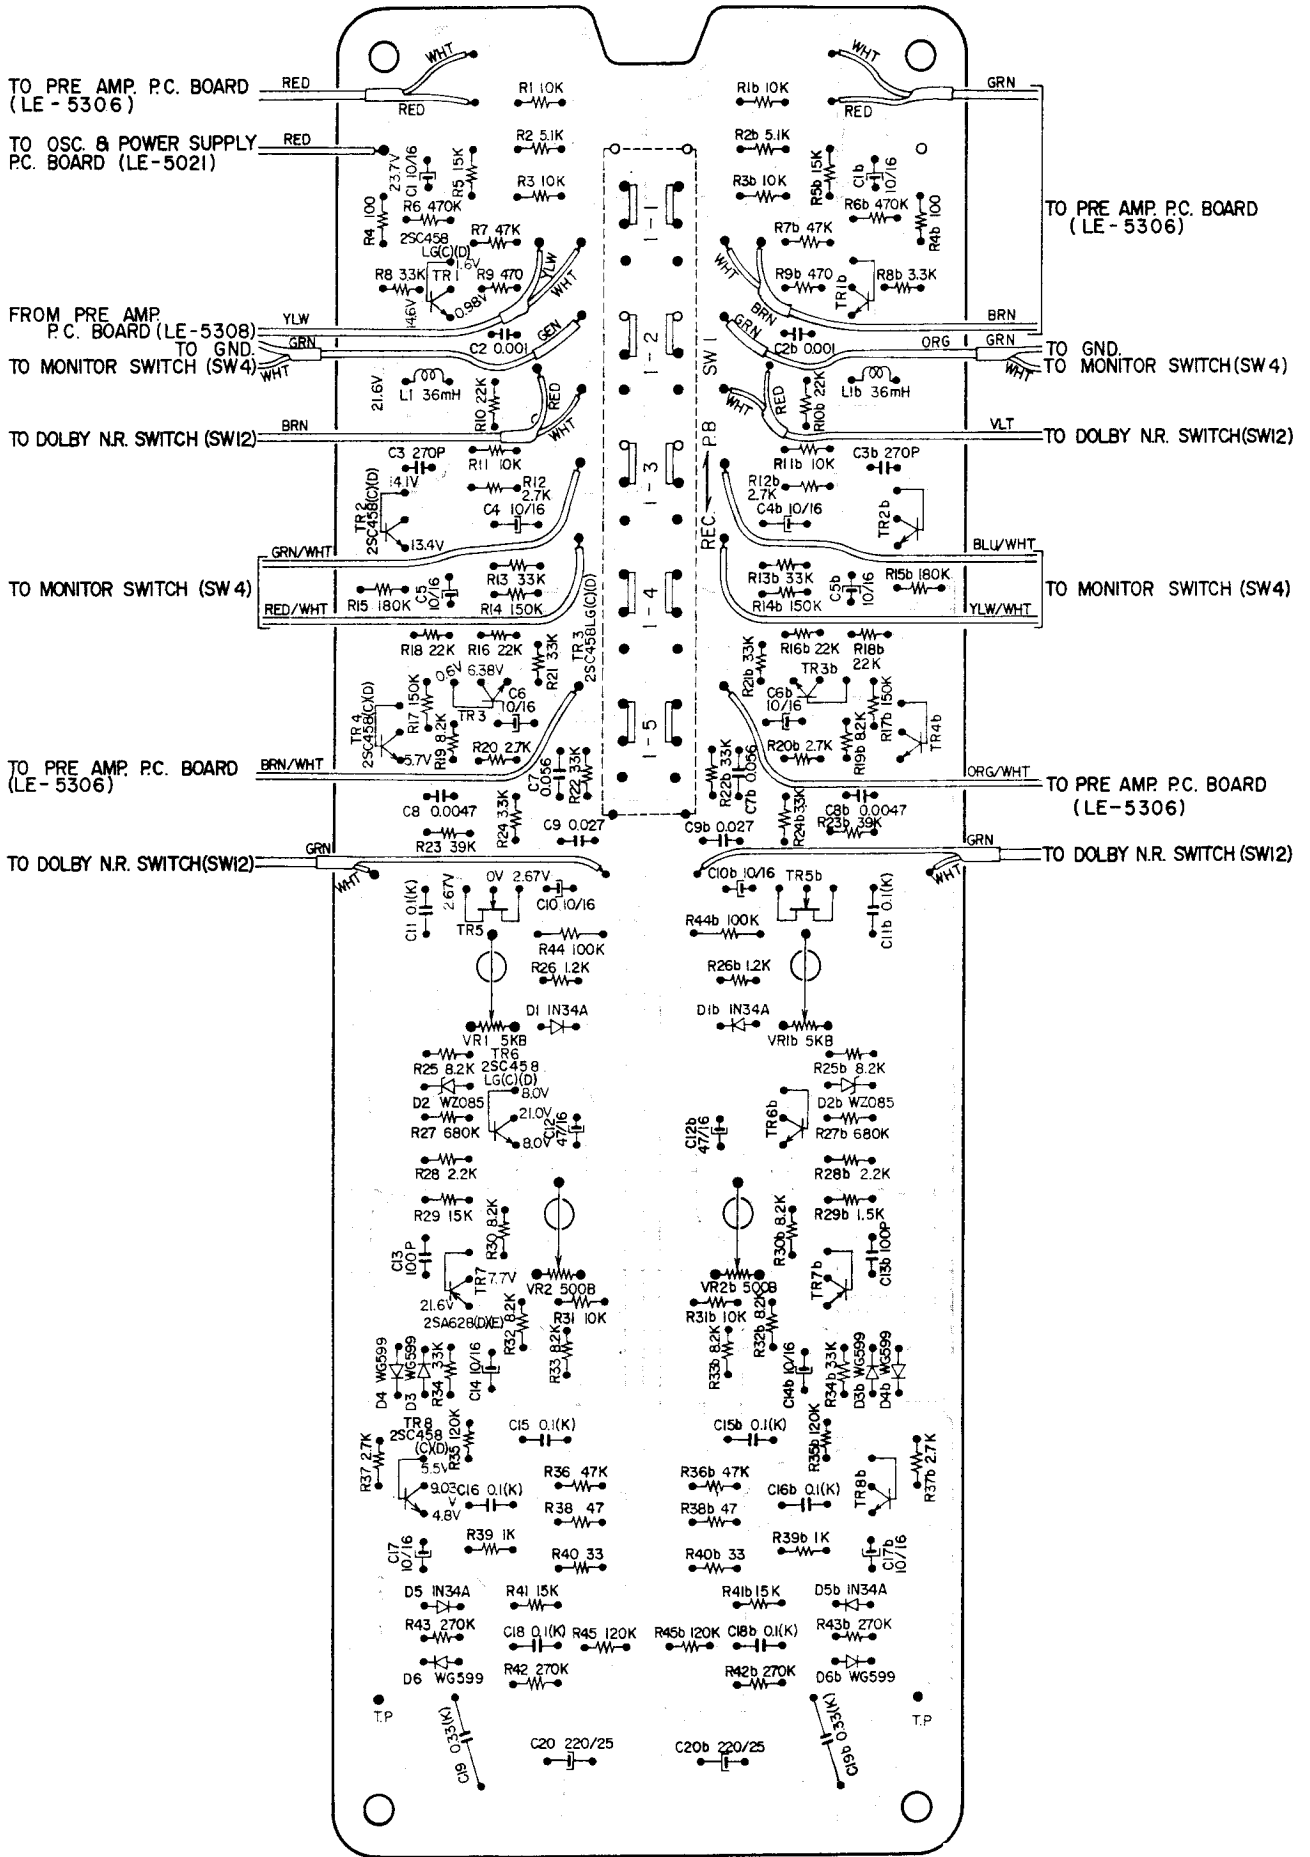 WHT
WHT
TO PRE AMP. P.C. BOARD
(LE-5306)
RED
RED
R1 10K
R1b 10K
RED
GRN
TO OSC. & POWER SUPPLY
P.C. BOARD (LE-5021)
RED
23.7V
C1 10/16
R5 15K
R2 5.1K
R2b 5.1K
R5b 15K
C1b
10/16
R3 10K
R3b 10K
R4 100
R6 470K
R6b 470K
R4b 100
TO PRE AMP. P.C. BOARD
(LE-5306)
2SC458
LG(C)(D)
1.6V
TR1
R7 47K
R7b 47K
R8 3.3K
R9 470
R9b 470
R8b 3.3K
TR1b
14.6V
0.98V
YLW
WHT
WHT
BRN
1-1
FROM PRE AMP.
P.C. BOARD (LE-5308)
YLW
BRN
C2 0.001
C2b 0.001
TO GND.
GRN
GEN
GRN
ORG
GRN
TO GND.
TO MONITOR SWITCH (SW4)
WHT
WHT
TO MONITOR SWITCH (SW4)
1-2
SW 1
21.6V
L1 36mH
L1b 36mH
R10 22K
RED
WHT
WHT
RED
R10b 22K
TO DOLBY N.R. SWITCH (SW12)
BRN
VLT
TO DOLBY N.R. SWITCH (SW12)
C3 270P
R11 10K
R11b 10K
C3b 270P
14.1V
TR2
2SC458(C)(D)
13.4V
R12
2.7K
R12b
2.7K
C4 10/16
C4b 10/16
TR2b
1-3
REC. P.B
GRN/WHT
BLU/WHT
TO MONITOR SWITCH (SW4)
RED/WHT
R13 33K
R13b 33K
R14 150K
R14b 150K
R15 180K
C5
10/16
C5b
10/16
R15b 180K
YLW/WHT
TO MONITOR SWITCH (SW4)
1-4
TR3
2SC458LG(C)(D)
R18 22K
R16 22K
R21 33K
R21b 33K
R16b 22K
R18b
22K
0.6V
6.38V
TR3
TR3b
C6
10/16
C6b
10/16
TR4
2SC458(C)(D)
5.7V
R17 150K
R17b 150K
R19 8.2K
R19b 8.2K
TR4b
R20 2.7K
R20b 2.7K
1-5
TO PRE AMP. P.C. BOARD
(LE-5306)
BRN/WHT
ORG/WHT
TO PRE AMP. P.C. BOARD
(LE-5306)
C7
0.056
R22 33K
R22b 33K
C7b 0.056
C8 0.0047
C8b 0.0047
R23 39K
R24 3.3K
R24b 33K
R23b 39K
C9 0.027
C9b 0.027
TO DOLBY N.R. SWITCH (SW12)
GRN
WHT
GRN
WHT
TO DOLBY N.R. SWITCH (SW12)
C11 0.1(K)
2.67V
0V
2.67V
C10 10/16
C10b 10/16
TR5b
C11b 0.1(K)
TR5
R44 100K
R44b 100K
R26 1.2K
R26b 1.2K
D1 1N34A
D1b 1N34A
VR1 5KB
VR1b 5KB
R25 8.2K
TR6
2SC458
LG(C)(D)
R25b 8.2K
D2 WZ085
8.0V
21.0V
8.0V
D2b WZ085
R27 680K
C12
47/16
C12b
47/16
TR6b
R27b 680K
R28 2.2K
R28b 2.2K
R29 15K
R29b 1.5K
R30 8.2K
R30b 8.2K
C13
100P
TR7
7.7V
TR7b
C13b 100P
21.6V
2SA628(D)(E)
VR2 500B
VR2b 500B
R31 10K
R31b 10K
R32 8.2K
R32b 8.2K
R33 8.2K
R33b 8.2K
D4 WG599
D3 WG599
R34 33K
C14 10/16
C14b 10/16
R34b 33K
D3b WG599
D4b WG599
TR8
2SC458
(C)(D)
R35 120K
C15 0.1(K)
C15b 0.1(K)
R35b 120K
R37 2.7K
R37b 2.7K
5.5V
9.03
V
4.8V
C16 0.1(K)
R36 47K
R36b 47K
C16b 0.1(K)
TR8b
R38 47
R38b 47
C17
10/16
R39 1K
R39b 1K
C17b
10/16
R40 33
R40b 33
D5 1N34A
R41 15K
R41b 15K
D5b 1N34A
R43 270K
C18 0.1(K)
R45 120K
R45b 120K
C18b 0.1(K)
R43b 270K
D6 WG599
R42 270K
R42b 270K
D6b WG599
T.P
T.P
C19 0.33(K)
C19b 0.33(K)
C20 220/25
C20b 220/25